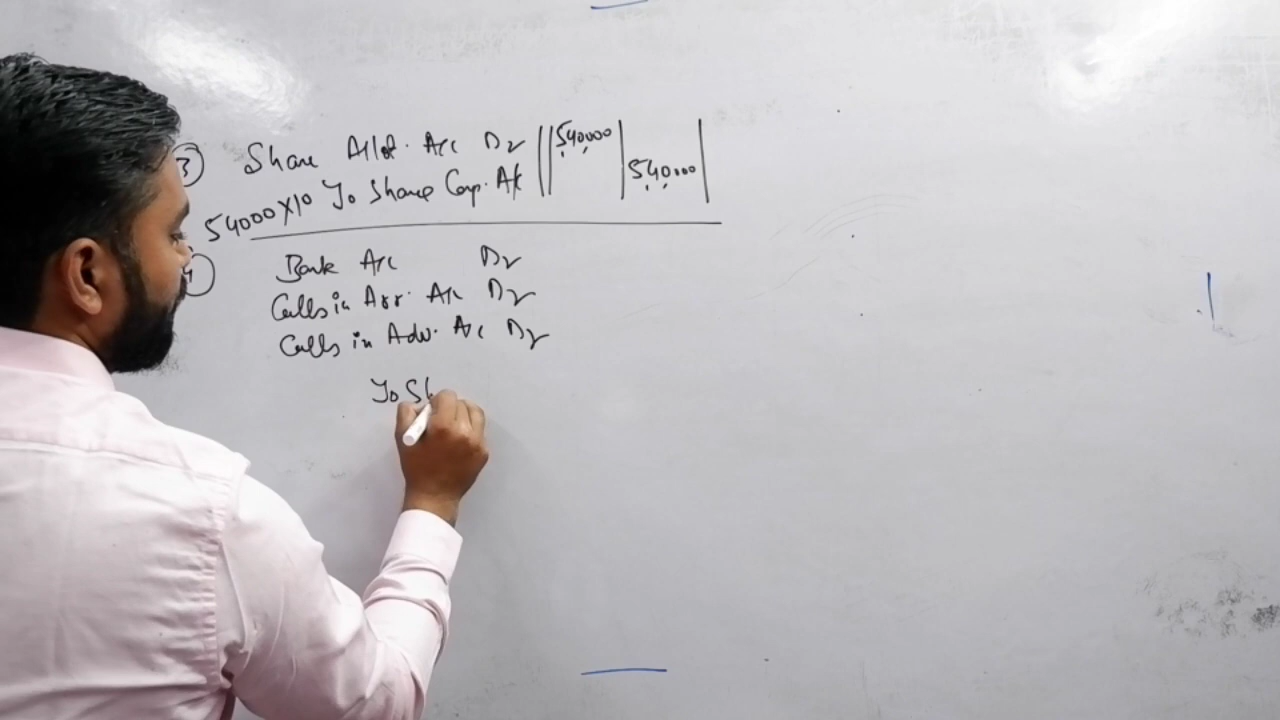 ③ Share Allot. A/c Dr 540000
54000X10 To Share Cap. A/c 540000
④ Bank A/c Dr
Calls in Arr. A/c Dr
Calls in Adv. A/c Dr
To Sh